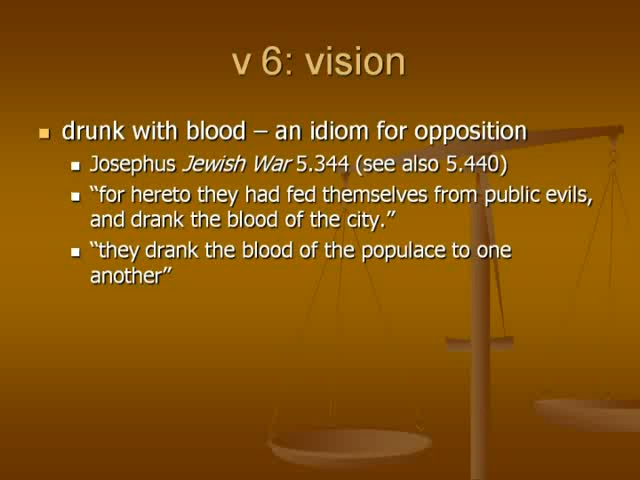 v 6: vision
drunk with blood – an idiom for opposition
Josephus Jewish War 5.344 (see also 5.440)
“for hereto they had fed themselves from public evils,
and drank the blood of the city.”
“they drank the blood of the populace to one
another”